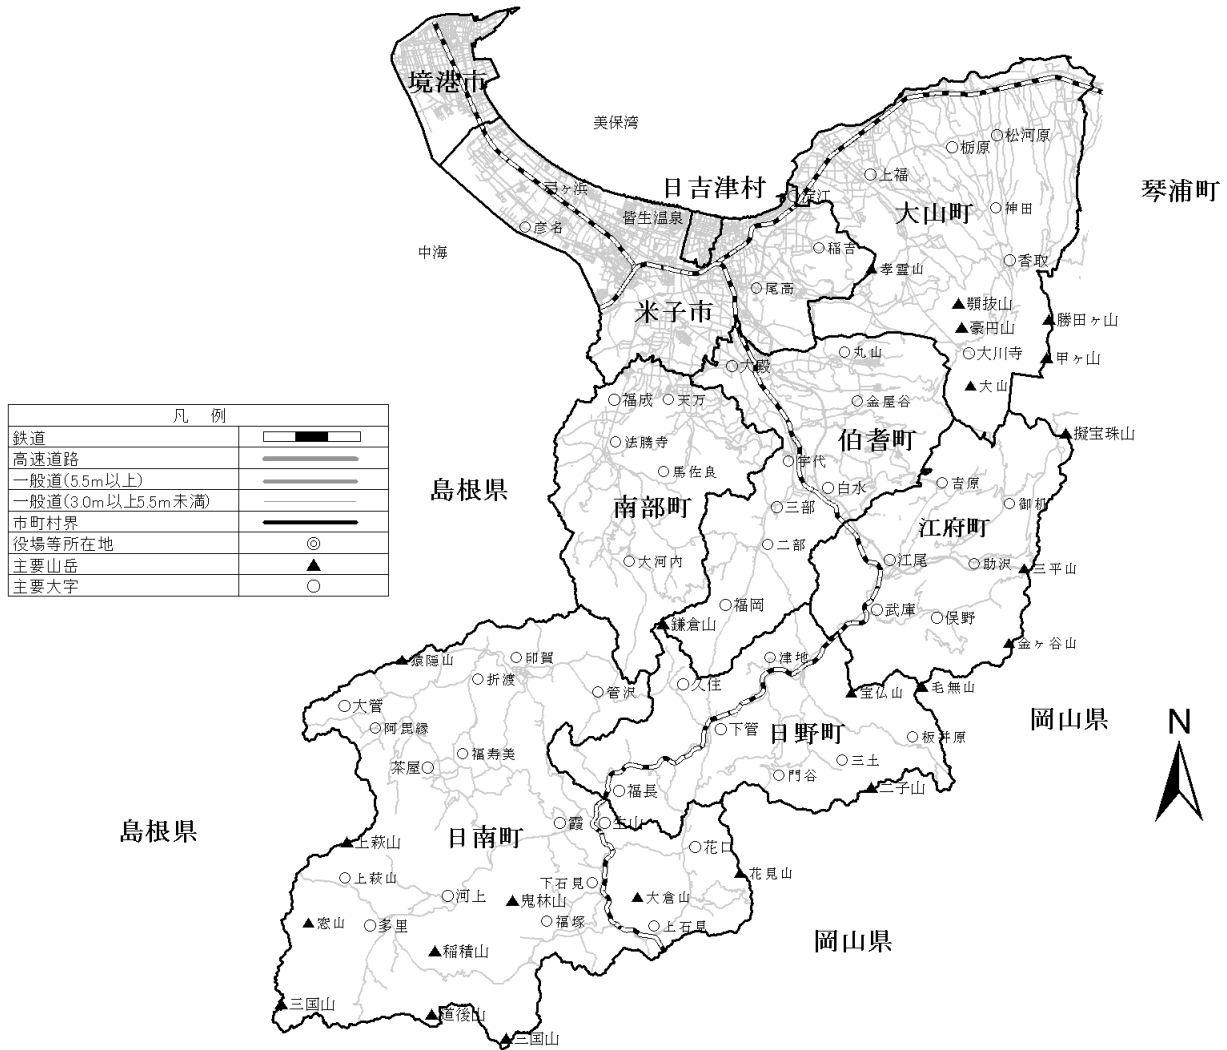 境港市
美保湾
日吉津村
琴浦町
松河原
栃原
上福
弓ヶ浜
皆生温泉
淀江
大山町
神田
彦名
稲吉
中海
孝霊山
香取
尾高
米子市
顎抜山
豪円山
勝田ヶ山
丸山
大川寺
甲ヶ山
大殿
大山
福成
天万
金屋谷
凡 例
鉄道
高速道路
一般道(5.5m以上)
一般道(3.0m以上5.5m未満)
市町村界
役場等所在地
主要山岳
主要大字
法勝寺
伯耆町
擬宝珠山
馬佐良
宇代
島根県
吉原
白水
南部町
三部
御机
江府町
二部
大河内
江尾
助沢
三平山
福岡
武庫
俣野
鎌倉山
金ヶ谷山
猿隠山
印賀
津地
折渡
菅沢
久住
宝仏山
毛無山
大菅
阿毘縁
下菅
日野町
板井原
岡山県
N
福寿美
茶屋
門谷
三土
福長
二子山
島根県
日南町
霞
生山
上萩山
花口
上萩山
下石見
花見山
河上
鬼林山
大倉山
窓山
多里
福塚
上石見
岡山県
稲積山
三国山
道後山
三国山